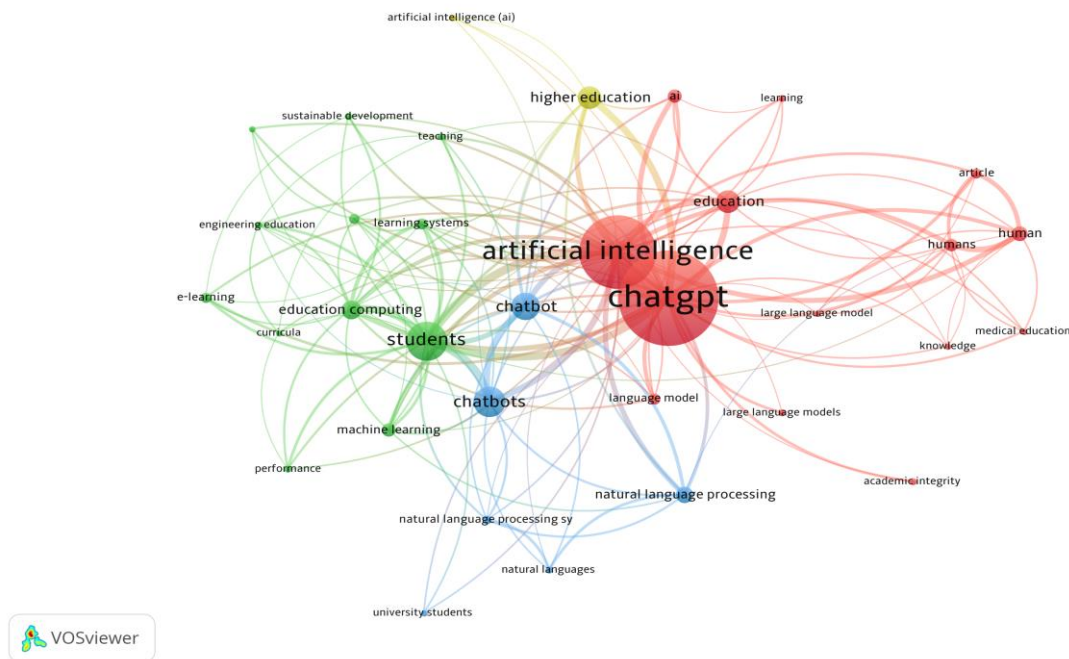 artificial intelligence (ai)
higher education
ai
learning
sustainable development
teaching
article
education
engineering education
learning systems
human
humans
artificial intelligence
chatgpt
e-learning
education computing
chatbot
large language model
curricula
students
medical education
knowledge
chatbots
language model
large language models
machine learning
performance
academic integrity
natural language processing
natural language processing sy
natural languages
university students
VOSviewer